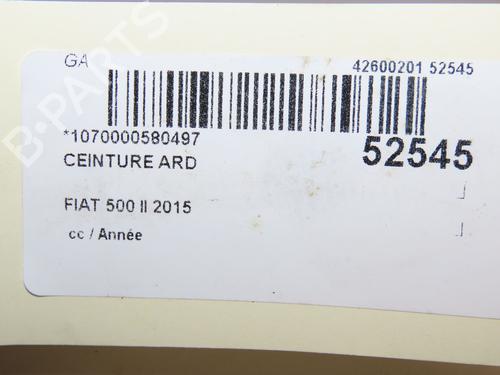 GA 42600201 52545
*1070000580497
52545
CEINTURE ARD
FIAT 500 II 2015
cc / Année
B-PARTS